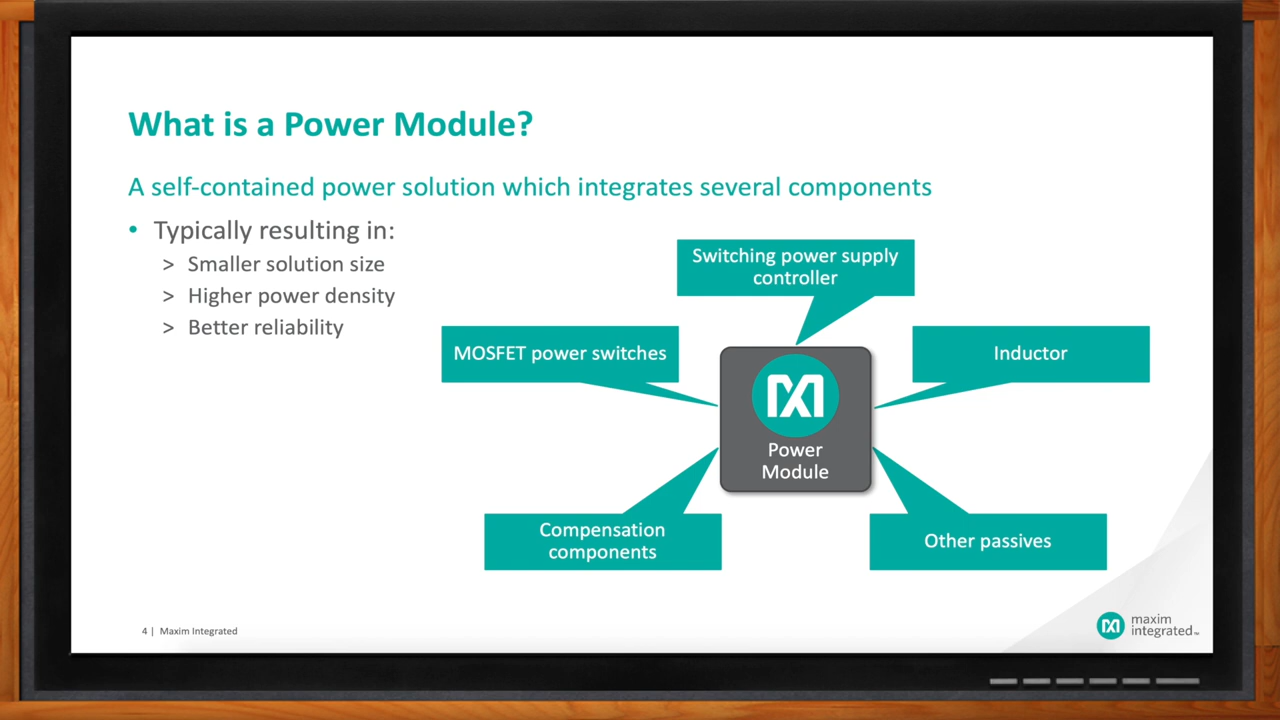 What is a Power Module?
A self-contained power solution which integrates several components
• Typically resulting in:
> Smaller solution size
> Higher power density
> Better reliability
Switching power supply
controller
MOSFET power switches
Inductor
Power
Module
Compensation
components
Other passives
4 | Maxim Integrated
maxim
integrated™